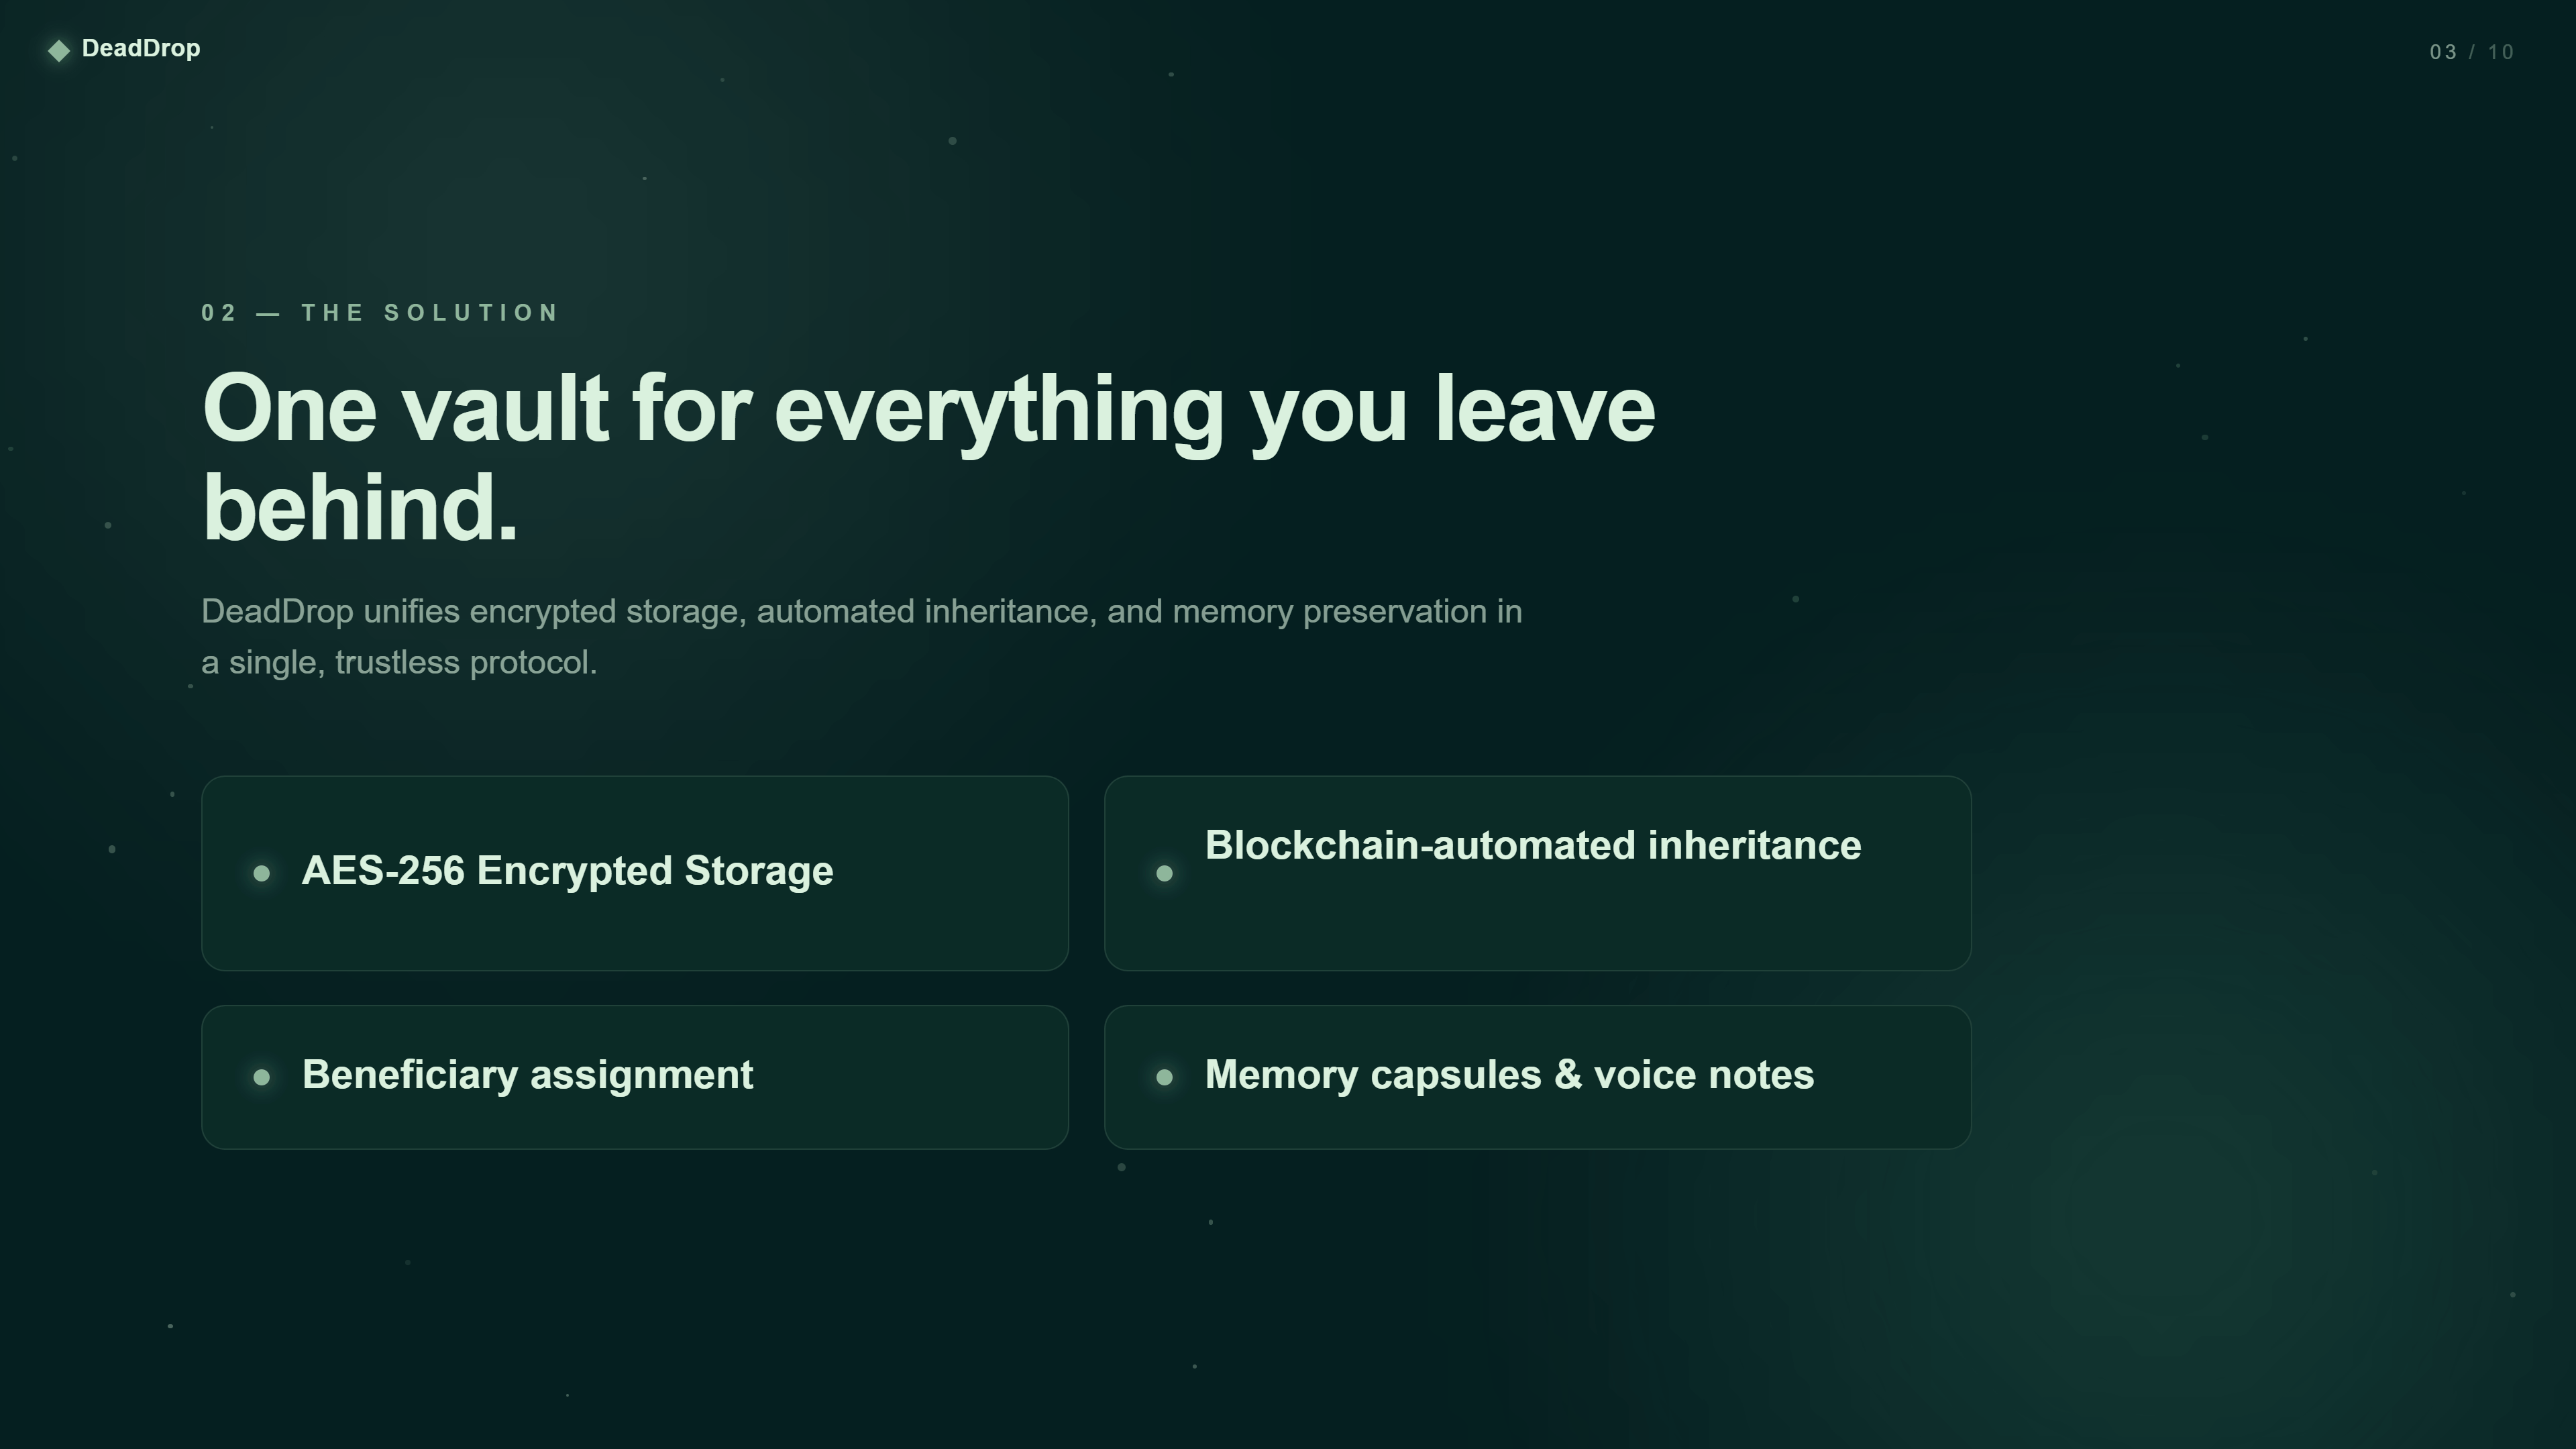 DeadDrop
03 / 10
02 — THE SOLUTION
One vault for everything you leave
behind.
DeadDrop unifies encrypted storage, automated inheritance, and memory preservation in
a single, trustless protocol.
AES-256 Encrypted Storage
Blockchain-automated inheritance
Beneficiary assignment
Memory capsules & voice notes